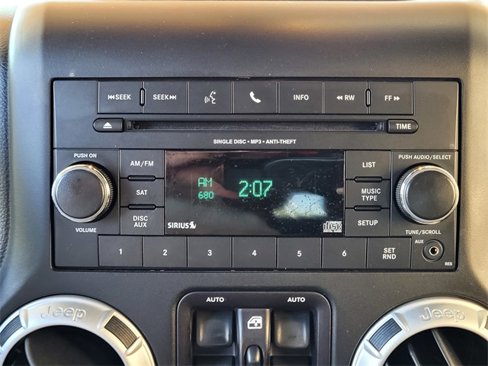 SEEK SEEK INFO RW FF
TIME
SINGLE DISC • MP3 • ANTI-THEFT
PUSH ON AM/FM LIST PUSH AUDIO/SELECT
AM 2:07
680
SAT MUSIC TYPE
DISC AUX SETUP
SIRIUS
VOLUME TUNE/SCROLL
1 2 3 4 5 6 SET RND
AUX
AUTO AUTO
Jeep Jeep